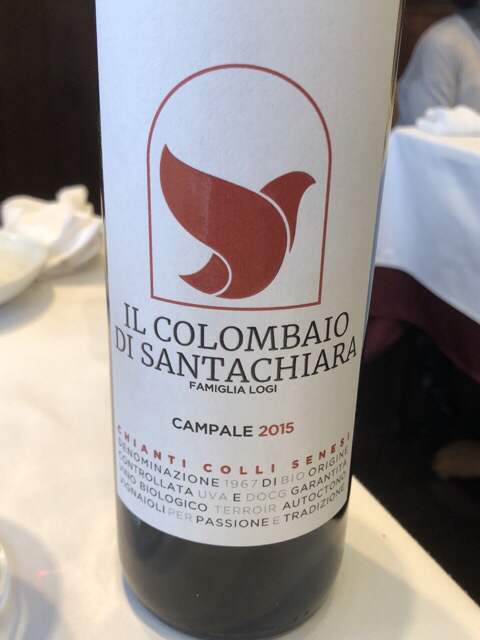 IL COLOMBAIO
DI SANTACHIARA
FAMIGLIA LOGI
CAMPALE 2015
CHIANTI COLLI SENESI
DENOMINAZIONE 1967 DI BIO ORIGINE
CONTROLLATA UVA E DOCG GARANTITA
VINO BIOLOGICO TERROIR AUTOCTONO
VIGNAIOLI PER PASSIONE E TRADIZIONE